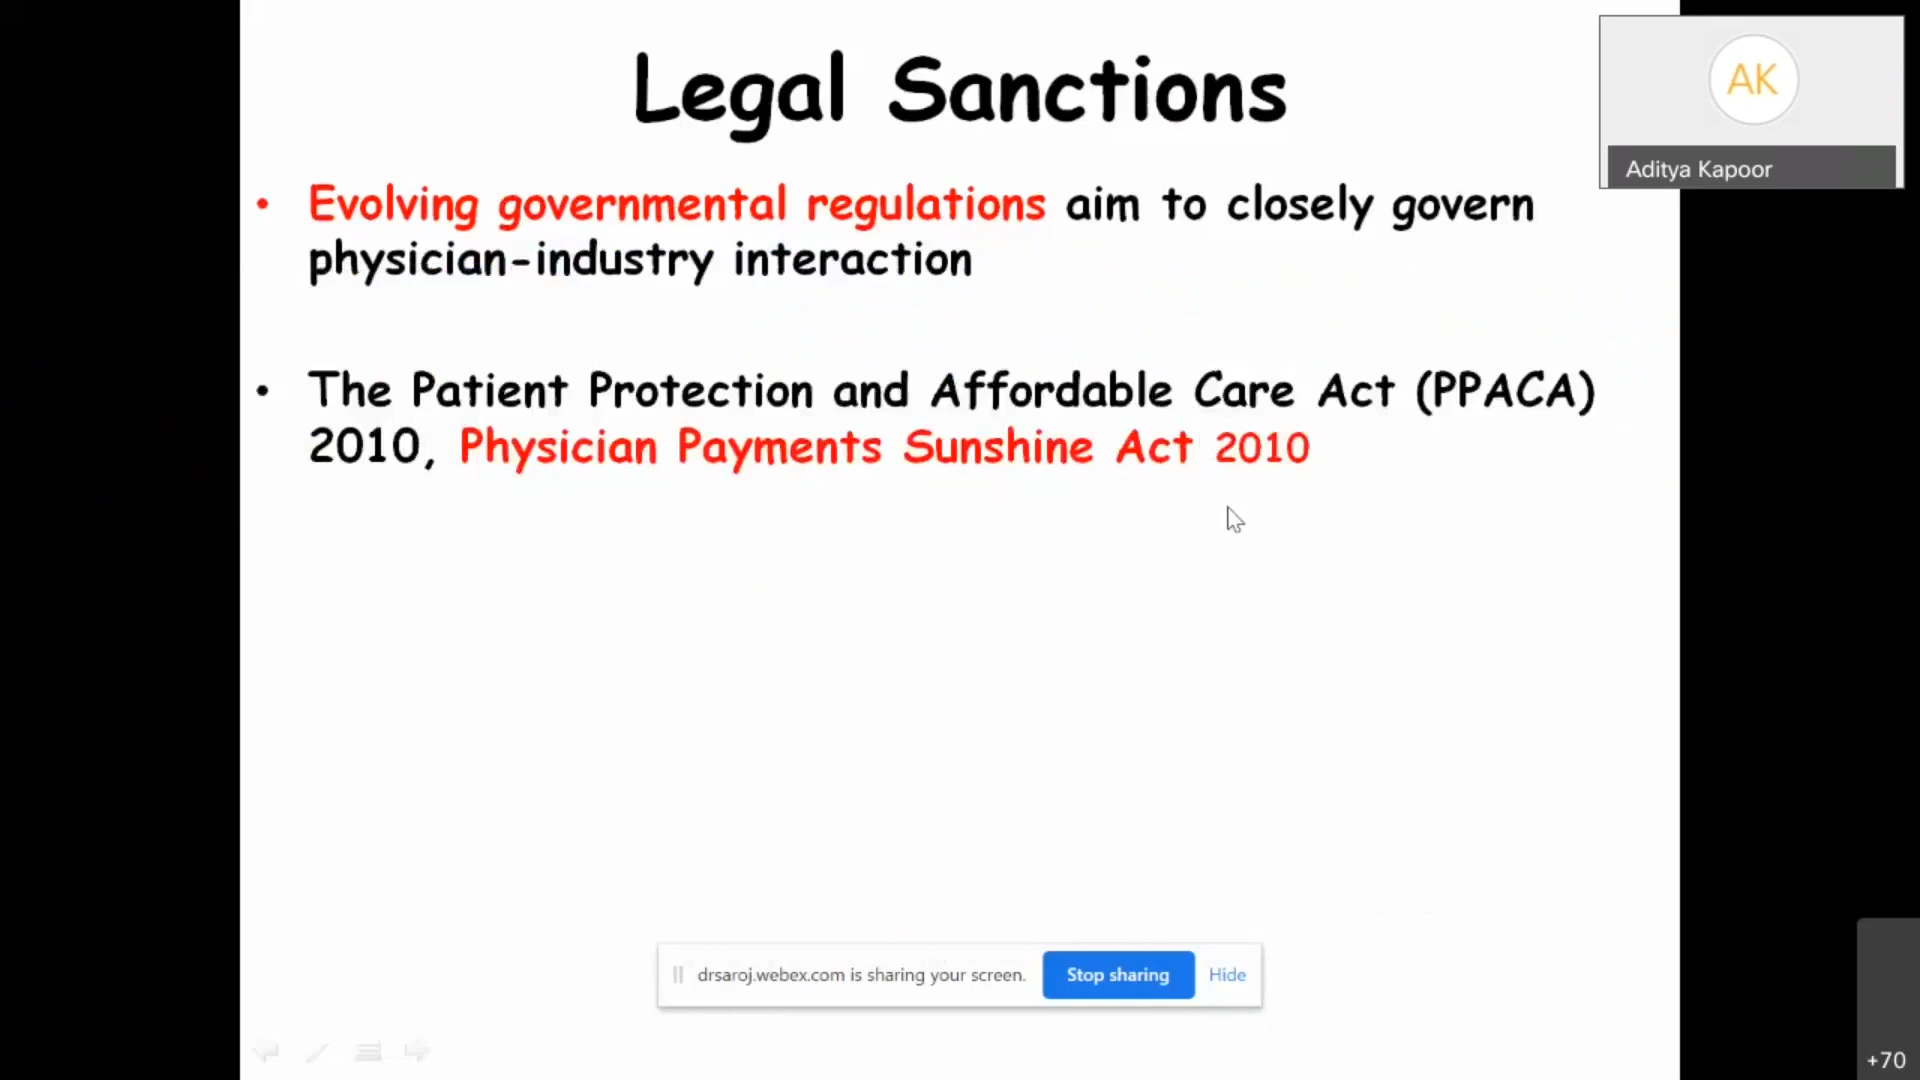 Legal Sanctions
AK
Aditya Kapoor
• Evolving governmental regulations aim to closely govern
physician-industry interaction
• The Patient Protection and Affordable Care Act (PPACA)
2010, Physician Payments Sunshine Act 2010
drsaroj.webex.com is sharing your screen. Stop sharing Hide
+70